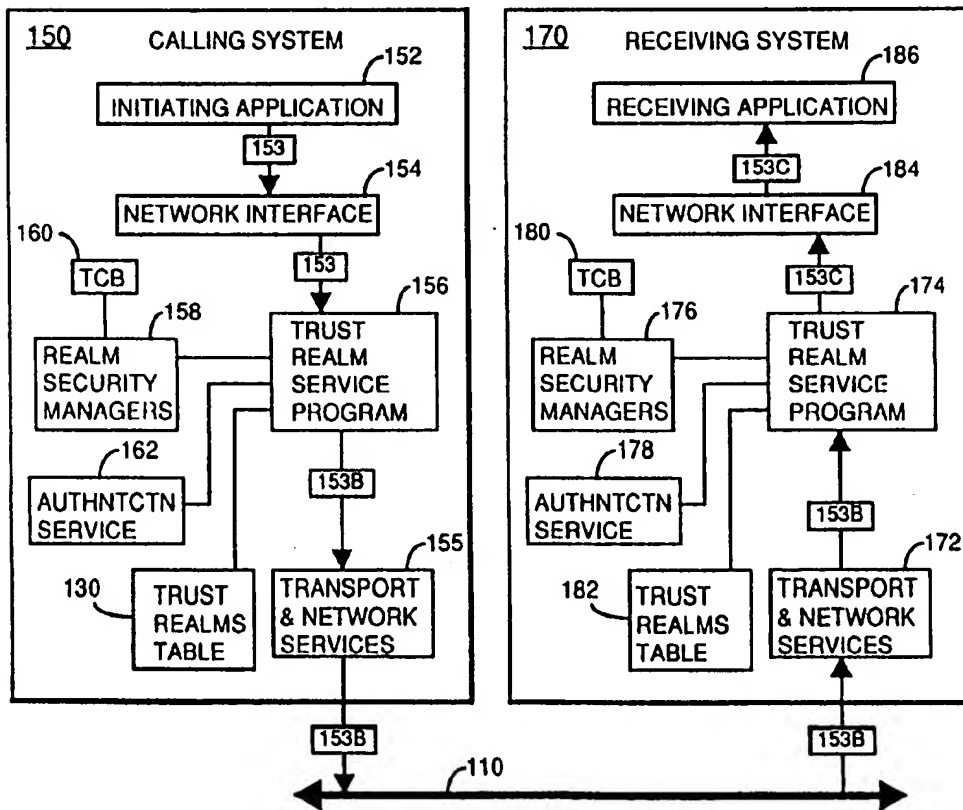 150 CALLING SYSTEM
152
INITIATING APPLICATION
153
154
NETWORK INTERFACE
160
153
TCB
156
158
REALM
SECURITY
MANAGERS
TRUST
REALM
SERVICE
PROGRAM
162
153B
AUTHNTCTN
SERVICE
155
130
TRUST
REALMS
TABLE
TRANSPORT
& NETWORK
SERVICES
153B
170 RECEIVING SYSTEM
186
RECEIVING APPLICATION
153C
184
NETWORK INTERFACE
180
153C
TCB
174
176
REALM
SECURITY
MANAGERS
TRUST
REALM
SERVICE
PROGRAM
178
153B
AUTHNTCTN
SERVICE
172
182
TRUST
REALMS
TABLE
TRANSPORT
& NETWORK
SERVICES
153B
110